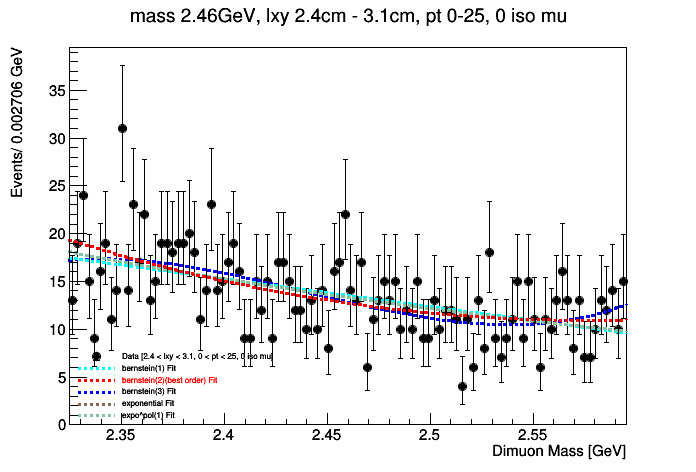 mass 2.46GeV, lxy 2.4cm - 3.1cm, pt 0-25, 0 iso mu
Events/ 0.002706 GeV
35
30
25
20
15
10
5
0
Data [2.4 < lxy < 3.1, 0 < pt < 25, 0 iso mu]
bernstein(1) Fit
bernstein(2)(best order) Fit
bernstein(3) Fit
exponential Fit
expo*pol(1) Fit
2.35 2.4 2.45 2.5 2.55
Dimuon Mass [GeV]